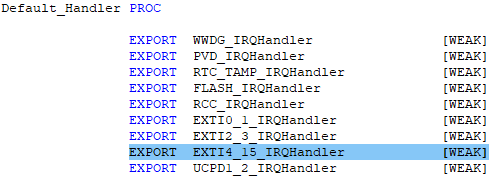 Default_Handler PROC
EXPORT WWDG_IRQHandler [WEAK]
EXPORT PVD_IRQHandler [WEAK]
EXPORT RTC_TAMP_IRQHandler [WEAK]
EXPORT FLASH_IRQHandler [WEAK]
EXPORT RCC_IRQHandler [WEAK]
EXPORT EXTI0_1_IRQHandler [WEAK]
EXPORT EXTI2_3_IRQHandler [WEAK]
EXPORT EXTI4_15_IRQHandler [WEAK]
EXPORT UCPD1_2_IRQHandler [WEAK]